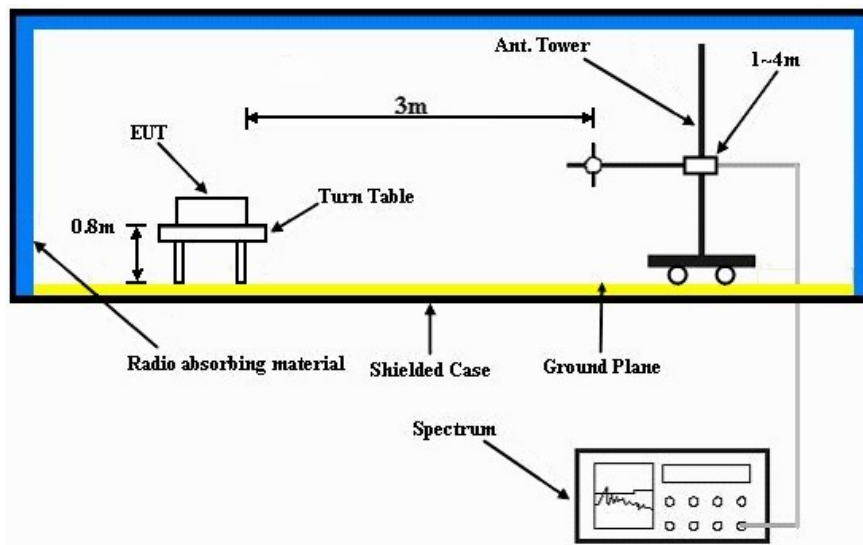 Ant. Tower
1~4m
3m
EUT
Turn Table
0.8m
Radio absorbing material
Shielded Case
Ground Plane
Spectrum